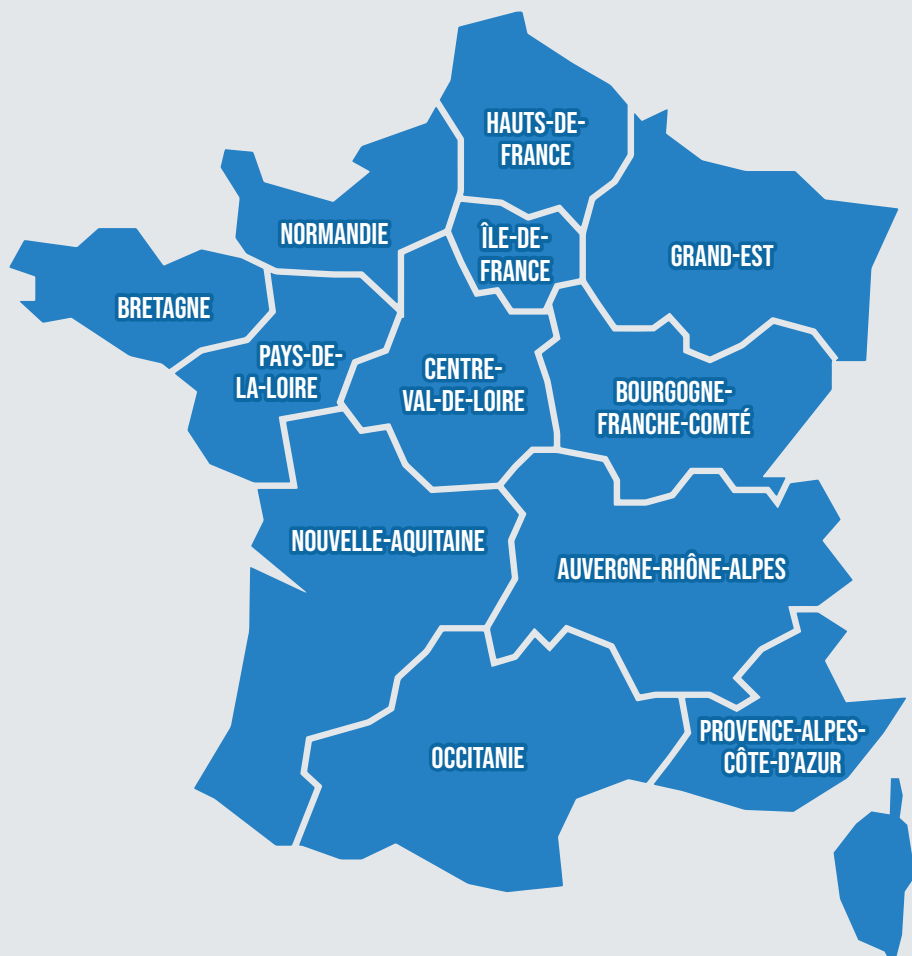 HAUTS-DE-
FRANCE
NORMANDIE
ÎLE-DE-
FRANCE
GRAND-EST
BRETAGNE
PAYS-DE-
LA-LOIRE
CENTRE-
VAL-DE-LOIRE
BOURGOGNE-
FRANCHE-COMTÉ
NOUVELLE-AQUITAINE
AUVERGNE-RHÔNE-ALPES
OCCITANIE
PROVENCE-ALPES-
CÔTE-D'AZUR